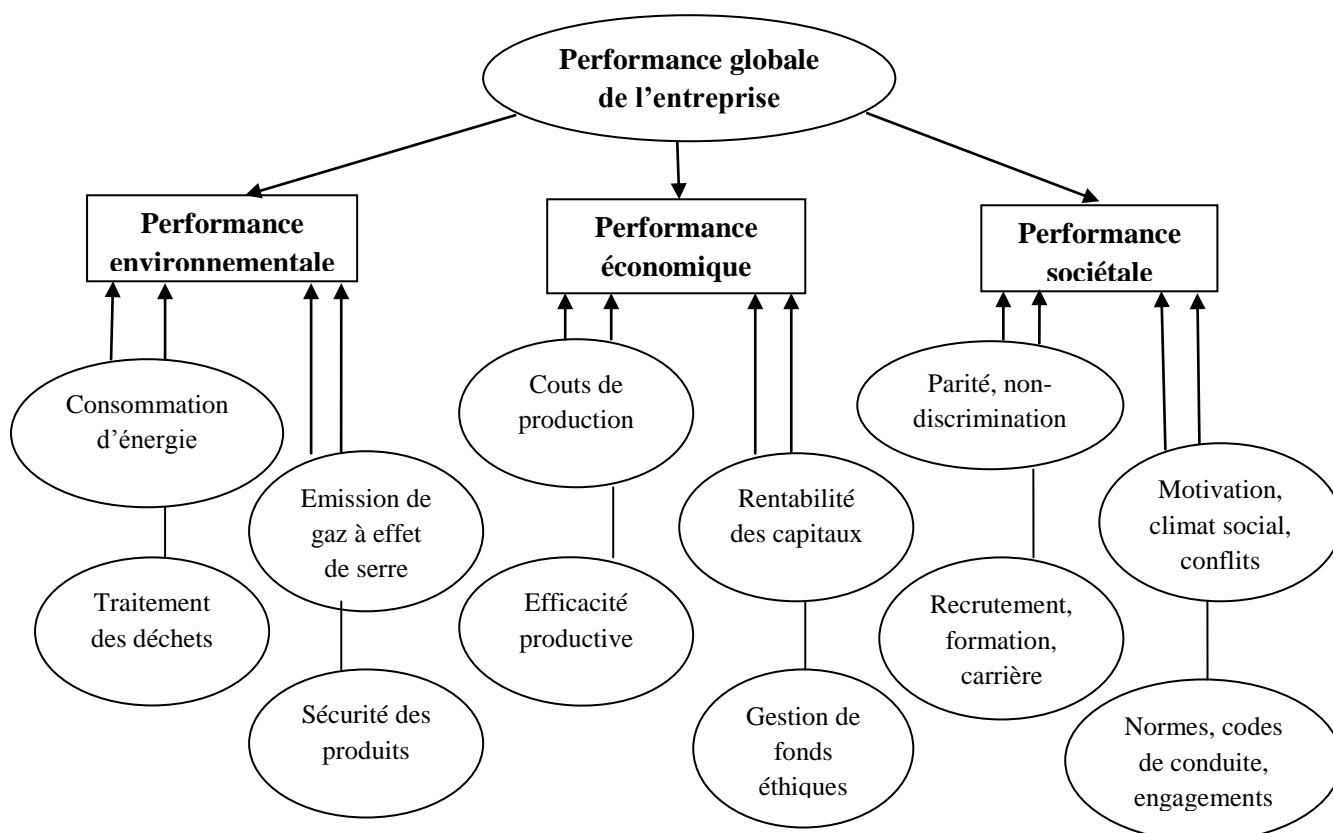 Performance globale
de l’entreprise
Performance
environnementale
Performance
économique
Performance
sociétale
Consommation
d’énergie
Emission de
gaz à effet
de serre
Traitement
des déchets
Sécurité des
produits
Couts de
production
Rentabilité
des capitaux
Efficacité
productive
Gestion de
fonds
éthiques
Parité, non-
discrimination
Motivation,
climat social,
conflits
Recrutement,
formation,
carrière
Normes, codes
de conduite,
engagements